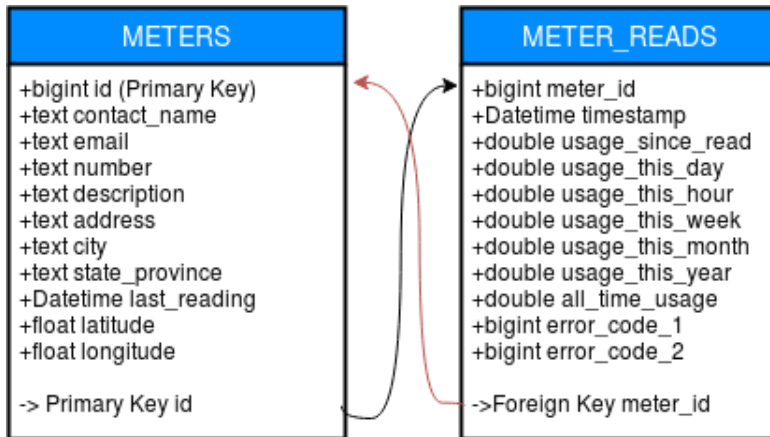 METERS
+bigint id (Primary Key)
+text contact_name
+text email
+text number
+text description
+text address
+text city
+text state_province
+Datetime last_reading
+float latitude
+float longitude
-> Primary Key id
METER_READS
+bigint meter_id
+Datetime timestamp
+double usage_since_read
+double usage_this_day
+double usage_this_hour
+double usage_this_week
+double usage_this_month
+double usage_this_year
+double all_time_usage
+bigint error_code_1
+bigint error_code_2
->Foreign Key meter_id